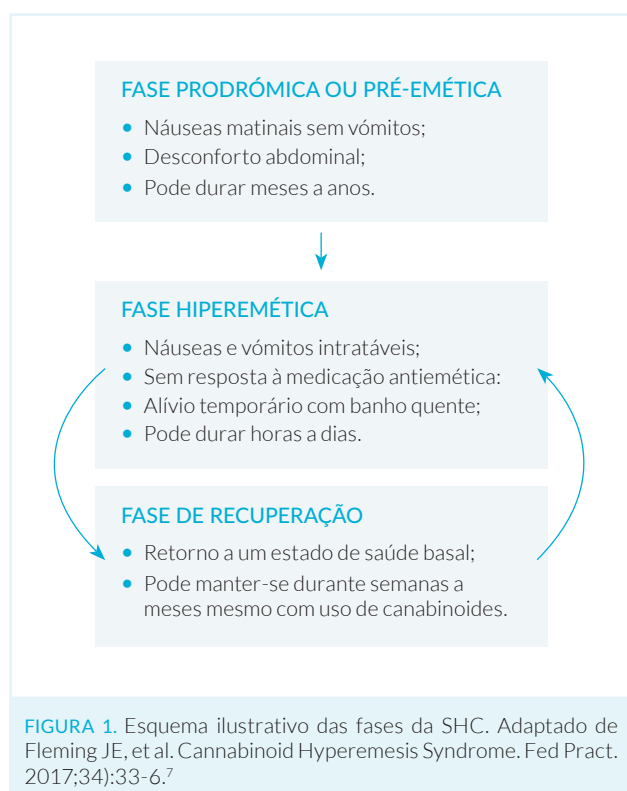 FASE PRODRÓMICA OU PRÉ-EMÉTICA
• Náuseas matinais sem vómitos;
• Desconforto abdominal;
• Pode durar meses a anos.
FASE HIPEREMÉTICA
• Náuseas e vómitos intratáveis;
• Sem resposta à medicação antiemética:
• Alívio temporário com banho quente;
• Pode durar horas a dias.
FASE DE RECUPERAÇÃO
• Retorno a um estado de saúde basal;
• Pode manter-se durante semanas a
meses mesmo com uso de canabinoides.
FIGURA 1. Esquema ilustrativo das fases da SHC. Adaptado de
Fleming JE, et al. Cannabinoid Hyperemesis Syndrome. Fed Pract.
2017;34):33-6.⁷